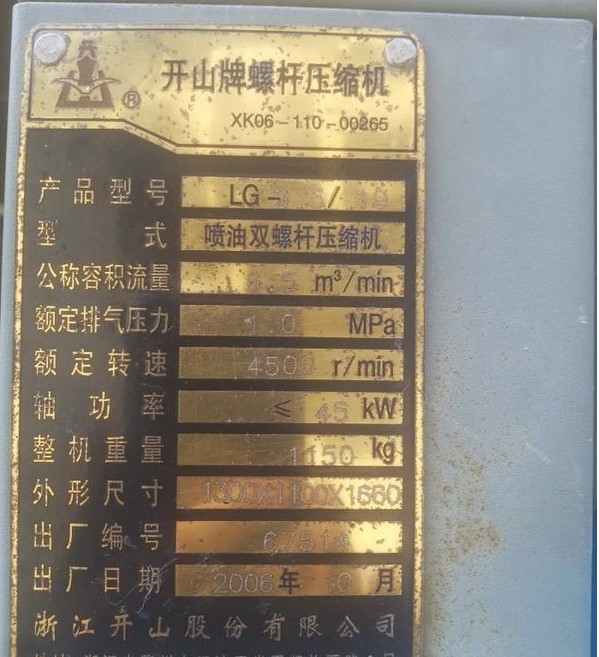 ®
开山牌螺杆压缩机
XK06-110-00265
产品型号 LG- /
型式 喷油双螺杆压缩机
公称容积流量 m³/min
额定排气压力 1.0 MPa
额定转速 4500 r/min
轴功率 ≤ 45 kW
整机重量 1150 kg
外形尺寸 1300X1100X1660
出厂编号
出厂日期 2006年 月
浙江开山股份有限公司